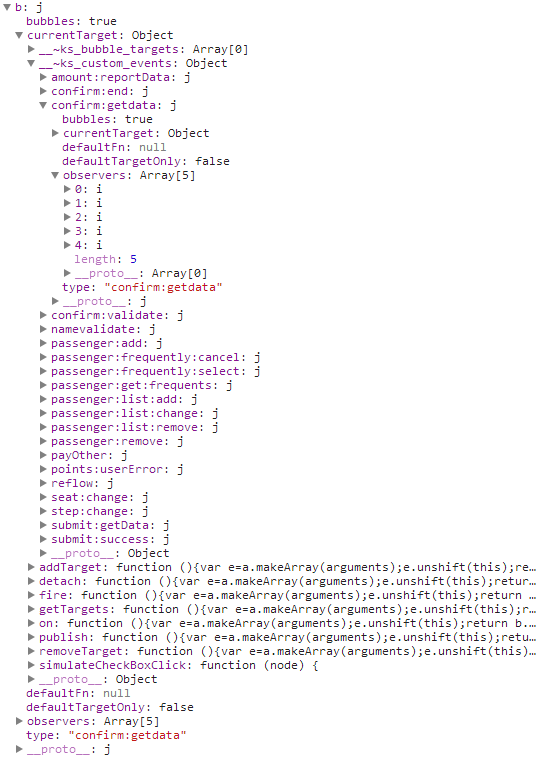 b: j
bubbles: true
currentTarget: Object
__~ks_bubble_targets: Array[0]
__~ks_custom_events: Object
amount:reportData: j
confirm:end: j
confirm:getdata: j
bubbles: true
currentTarget: Object
defaultFn: null
defaultTargetOnly: false
observers: Array[5]
0: i
1: i
2: i
3: i
4: i
length: 5
__proto__: Array[0]
type: "confirm:getdata"
__proto__: j
confirm:validate: j
namevalidate: j
passenger:add: j
passenger:frequently:cancel: j
passenger:frequently:select: j
passenger:get:frequents: j
passenger:list:add: j
passenger:list:change: j
passenger:list:remove: j
passenger:remove: j
payOther: j
points:userError: j
reflow: j
seat:change: j
step:change: j
submit:getData: j
submit:success: j
__proto__: Object
addTarget: function (){var e=a.makeArray(arguments);e.unshift(this);re…
detach: function (){var e=a.makeArray(arguments);e.unshift(this);return…
fire: function (){var e=a.makeArray(arguments);e.unshift(this);return …
getTargets: function (){var e=a.makeArray(arguments);e.unshift(this);r…
on: function (){var e=a.makeArray(arguments);e.unshift(this);return b.…
publish: function (){var e=a.makeArray(arguments);e.unshift(this);retu…
removeTarget: function (){var e=a.makeArray(arguments);e.unshift(this)…
simulateCheckBoxClick: function (node) {
__proto__: Object
defaultFn: null
defaultTargetOnly: false
observers: Array[5]
type: "confirm:getdata"
__proto__: j